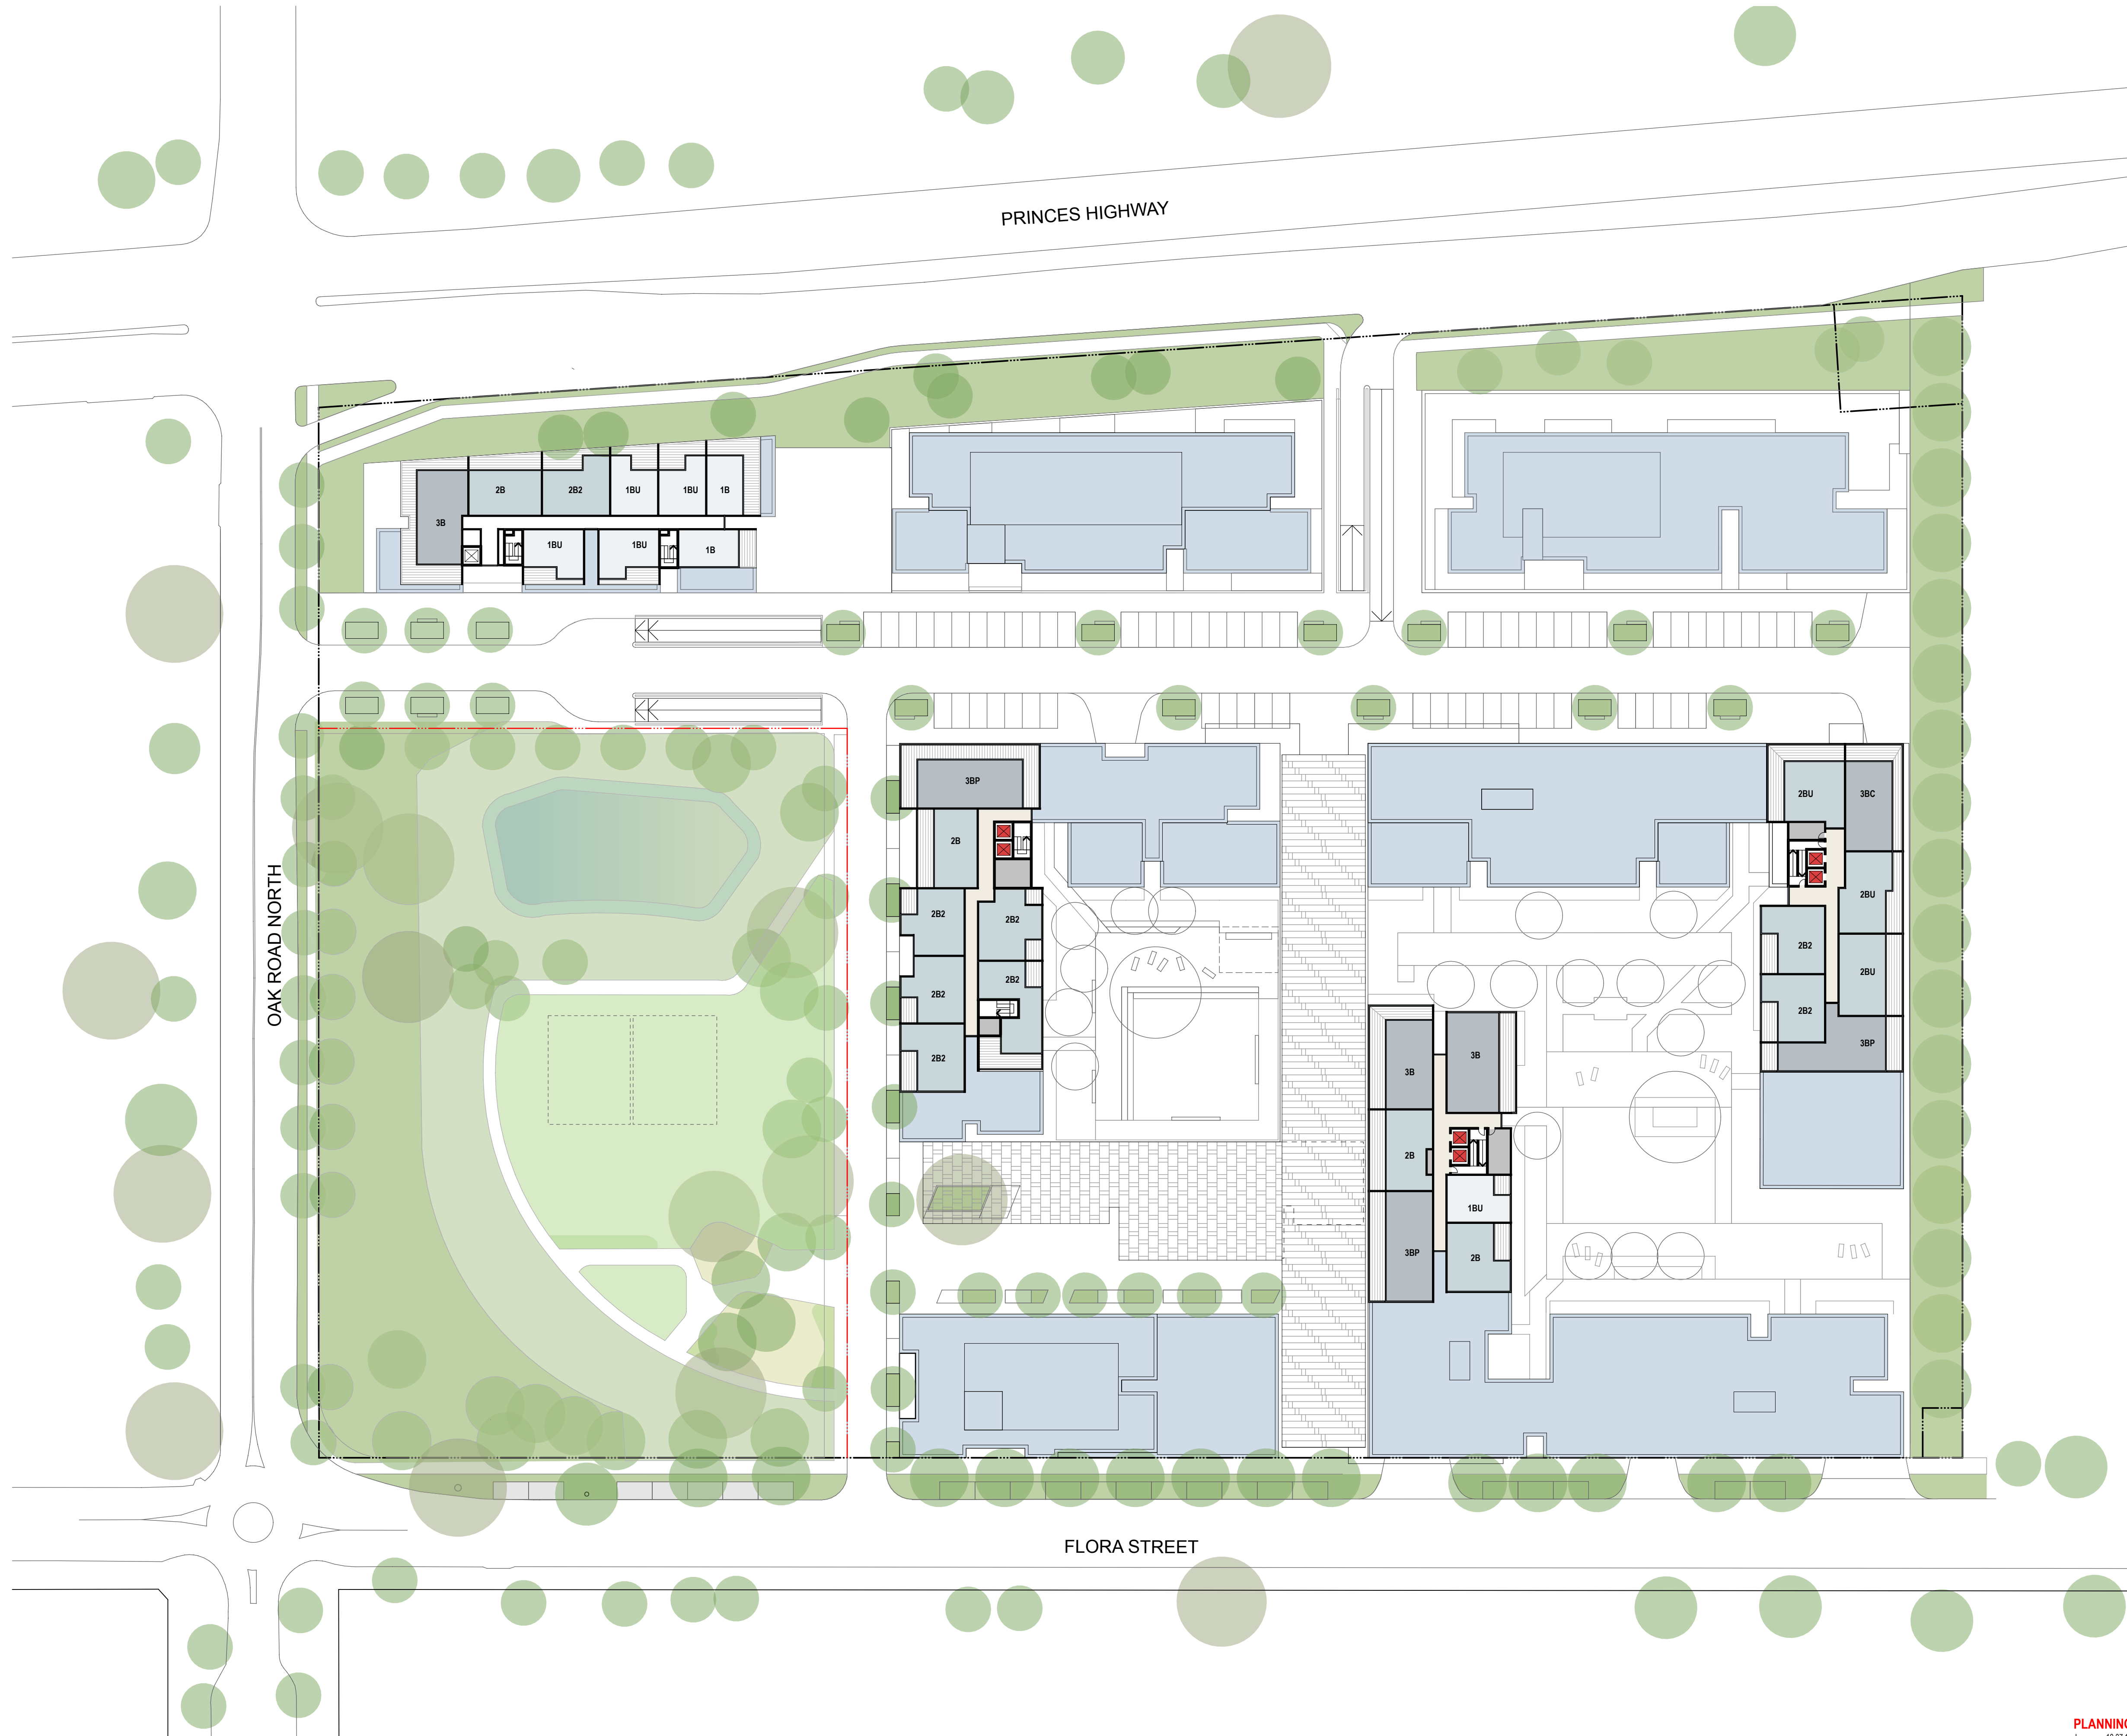 PRINCES HIGHWAY
2B
2B2
1BU
1BU
1B
3B
1BU
1BU
1B
3BP
2BU
3BC
2B
2BU
2B2
2B2
2B2
2BU
2B2
2B2
2B2
3BP
2B2
3B
3B
2B
1BU
3BP
2B
OAK ROAD NORTH
FLORA STREET
PLANNING